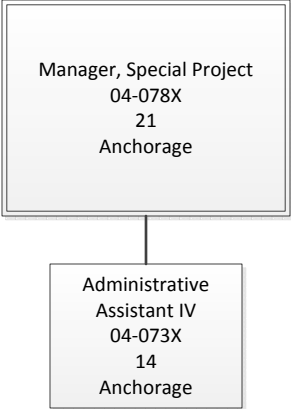 Manager, Special Project
04-078X
21
Anchorage
Administrative
Assistant IV
04-073X
14
Anchorage